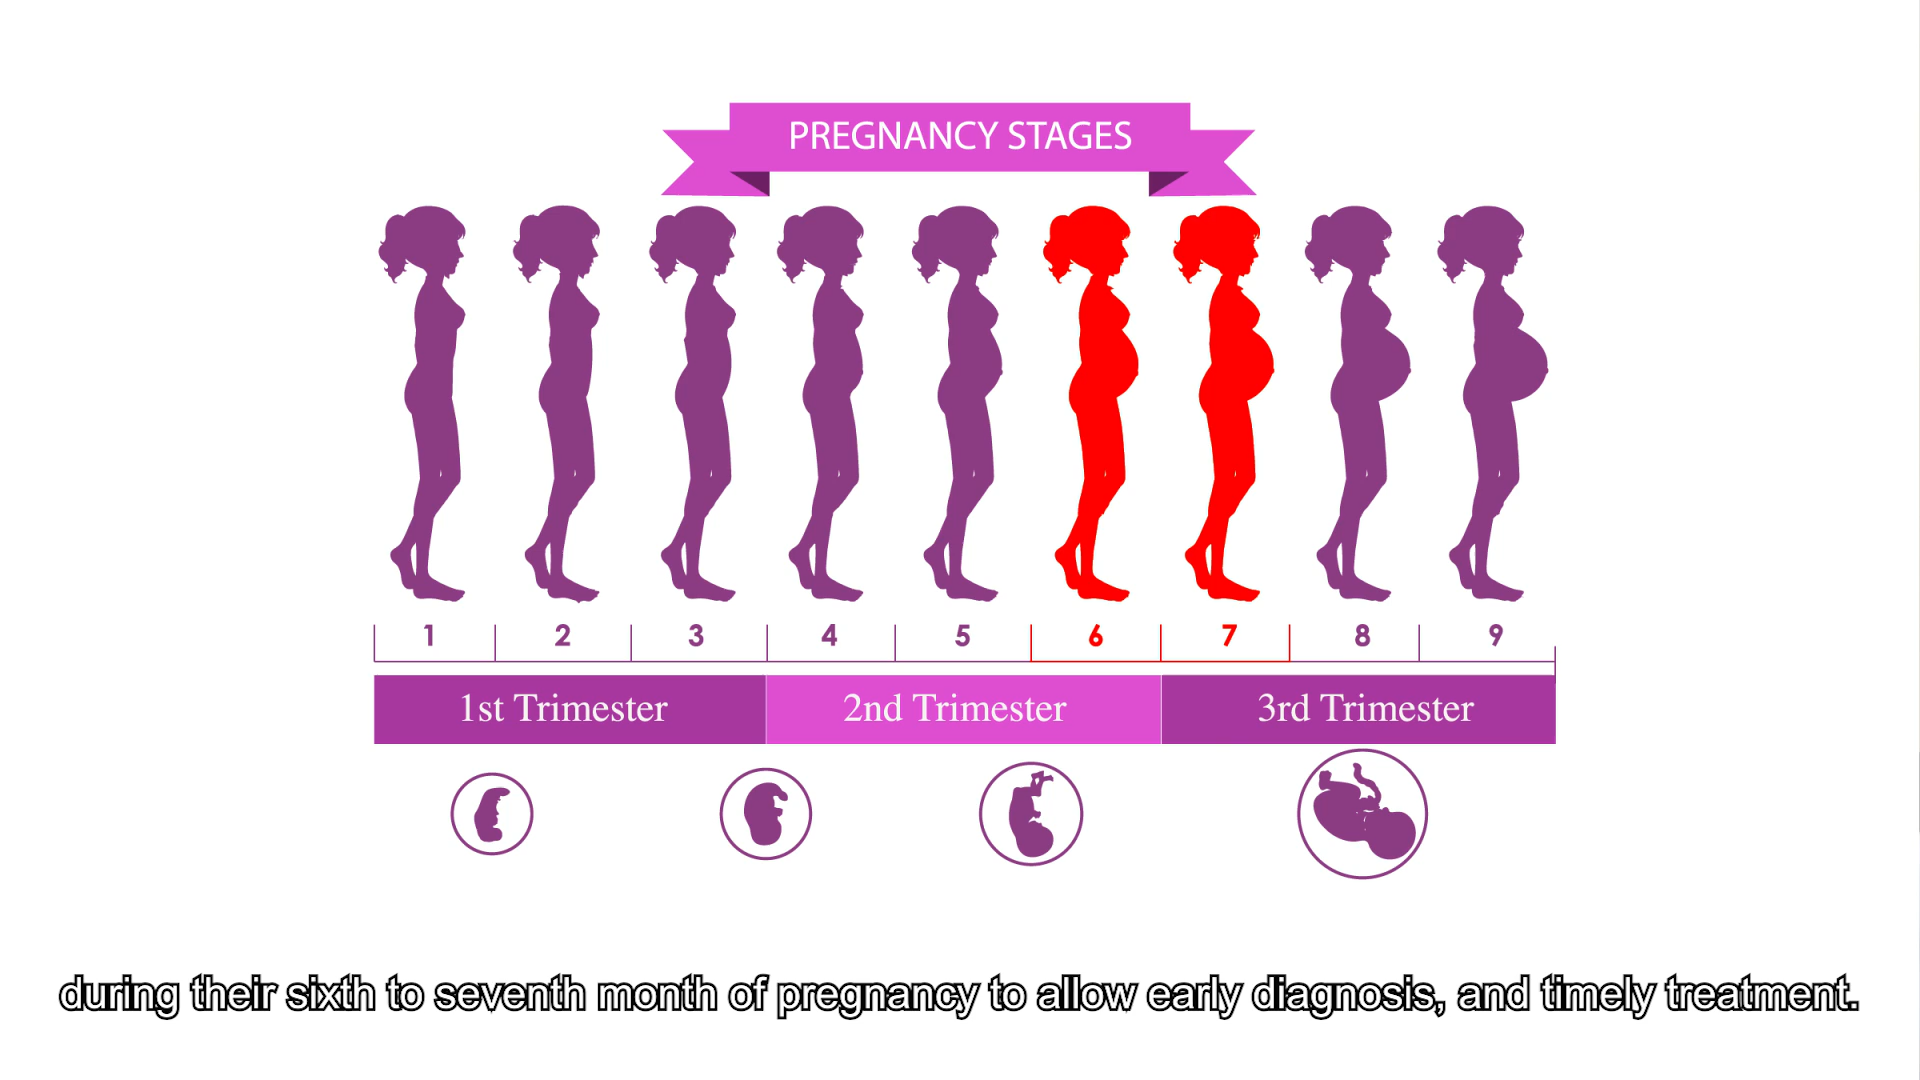 PREGNANCY STAGES
1 2 3 4 5 6 7 8 9
1st Trimester 2nd Trimester 3rd Trimester
during their sixth to seventh month of pregnancy to allow early diagnosis, and timely treatment.